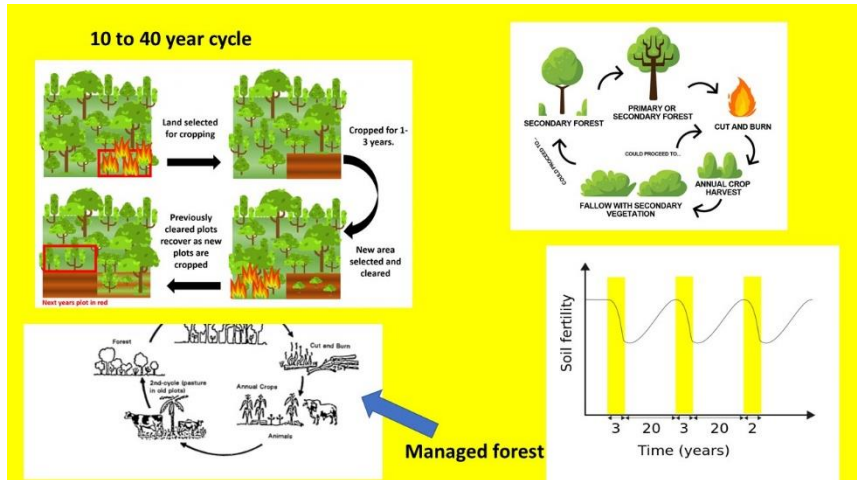 10 to 40 year cycle
Land selected
for cropping
Cropped for 1-
3 years.
Previously
cleared plots
recover as new
plots are
cropped
New area
selected and
cleared
Next years plot in red
SECONDARY FOREST
PRIMARY OR
SECONDARY FOREST
CUT AND BURN
COULD PROCEED TO...
COULD PROCEED TO...
ANNUAL CROP
HARVEST
FALLOW WITH SECONDARY
VEGETATION
Forest
Cut and Burn
2nd-cycle (pasture
in old plots)
Annual Crops
Animals
Managed forest
Soil fertility
3 20 3 20 2
Time (years)